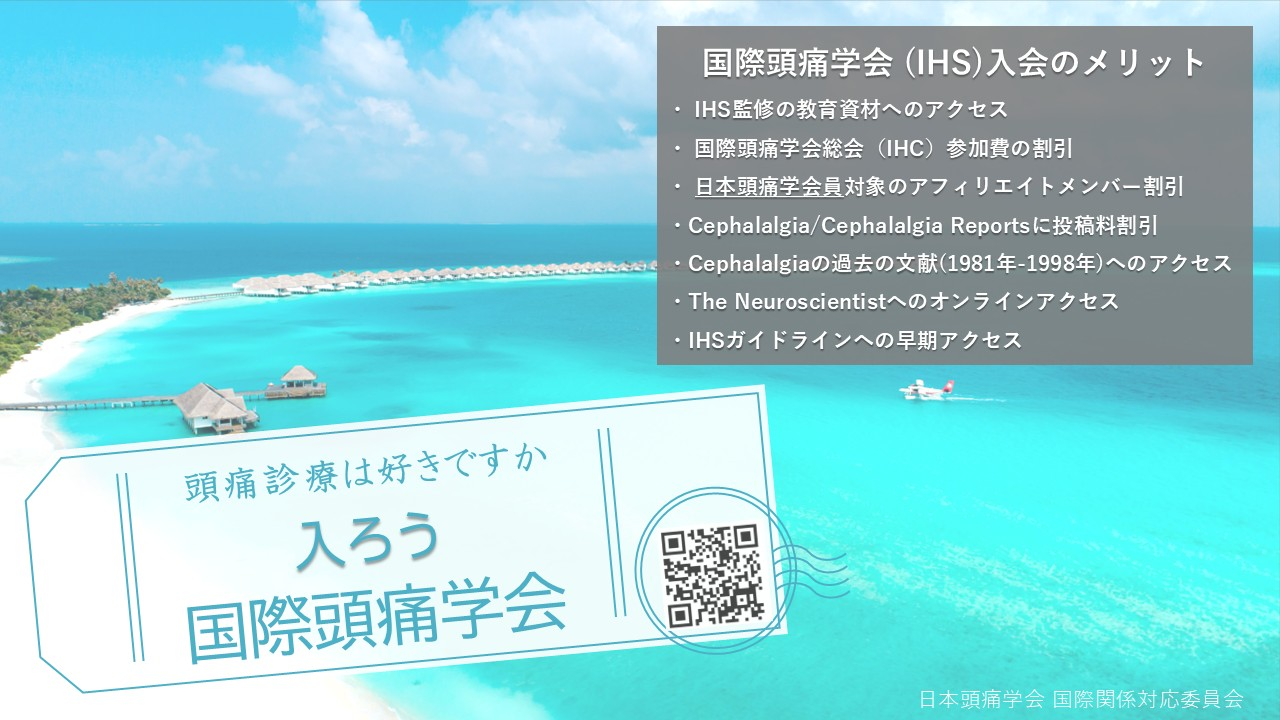 国際頭痛学会 (IHS)入会のメリット
・ IHS監修の教育資材へのアクセス
・ 国際頭痛学会総会（IHC）参加費の割引
・ 日本頭痛学会員対象のアフィリエイトメンバー割引
・Cephalalgia/Cephalalgia Reportsに投稿料割引
・Cephalalgiaの過去の文献(1981年-1998年)へのアクセス
・The Neuroscientistへのオンラインアクセス
・IHSガイドラインへの早期アクセス
頭痛診療は好きですか
入ろう
国際頭痛学会
日本頭痛学会 国際関係対応委員会